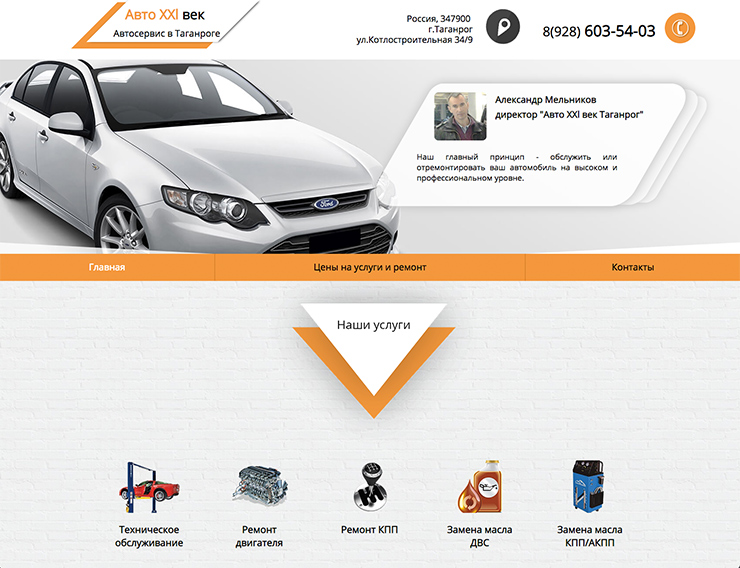 Авто XXI век
Автосервис в Таганроге
Россия, 347900
г.Таганрог
ул.Котлостроительная 34/9
8(928) 603-54-03
Александр Мельников
директор "Авто XXI век Таганрог"
Наш главный принцип - обслужить или
отремонтировать ваш автомобиль на высоком и
профессиональном уровне.
Ford
Главная
Цены на услуги и ремонт
Контакты
Наши услуги
Техническое
обслуживание
Ремонт
двигателя
Ремонт КПП
Замена масла
ДВС
Замена масла
КПП/АКПП